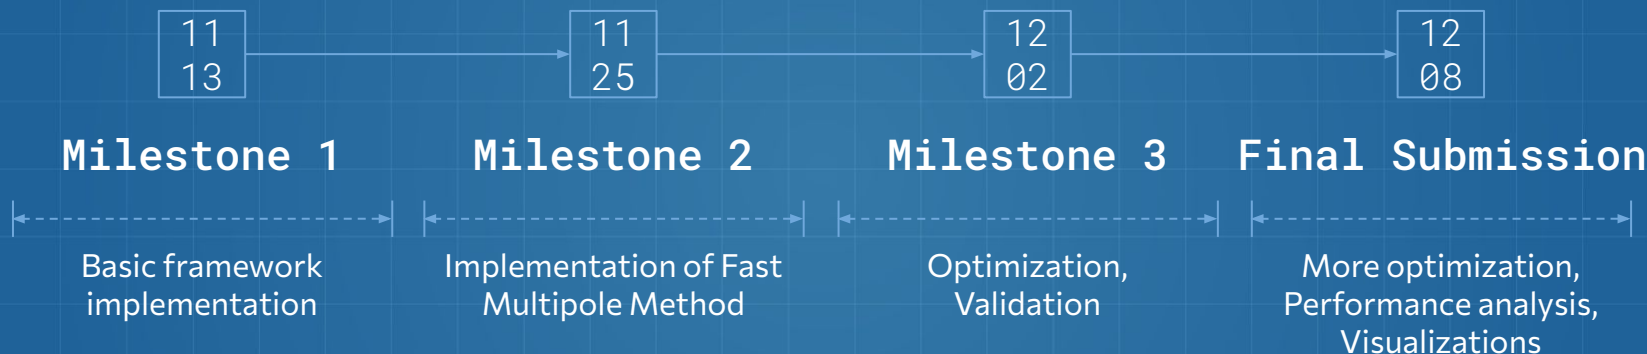 11
13
11
25
12
02
12
08
Milestone 1
Milestone 2
Milestone 3
Final Submission
Basic framework
implementation
Implementation of Fast
Multipole Method
Optimization,
Validation
More optimization,
Performance analysis,
Visualizations